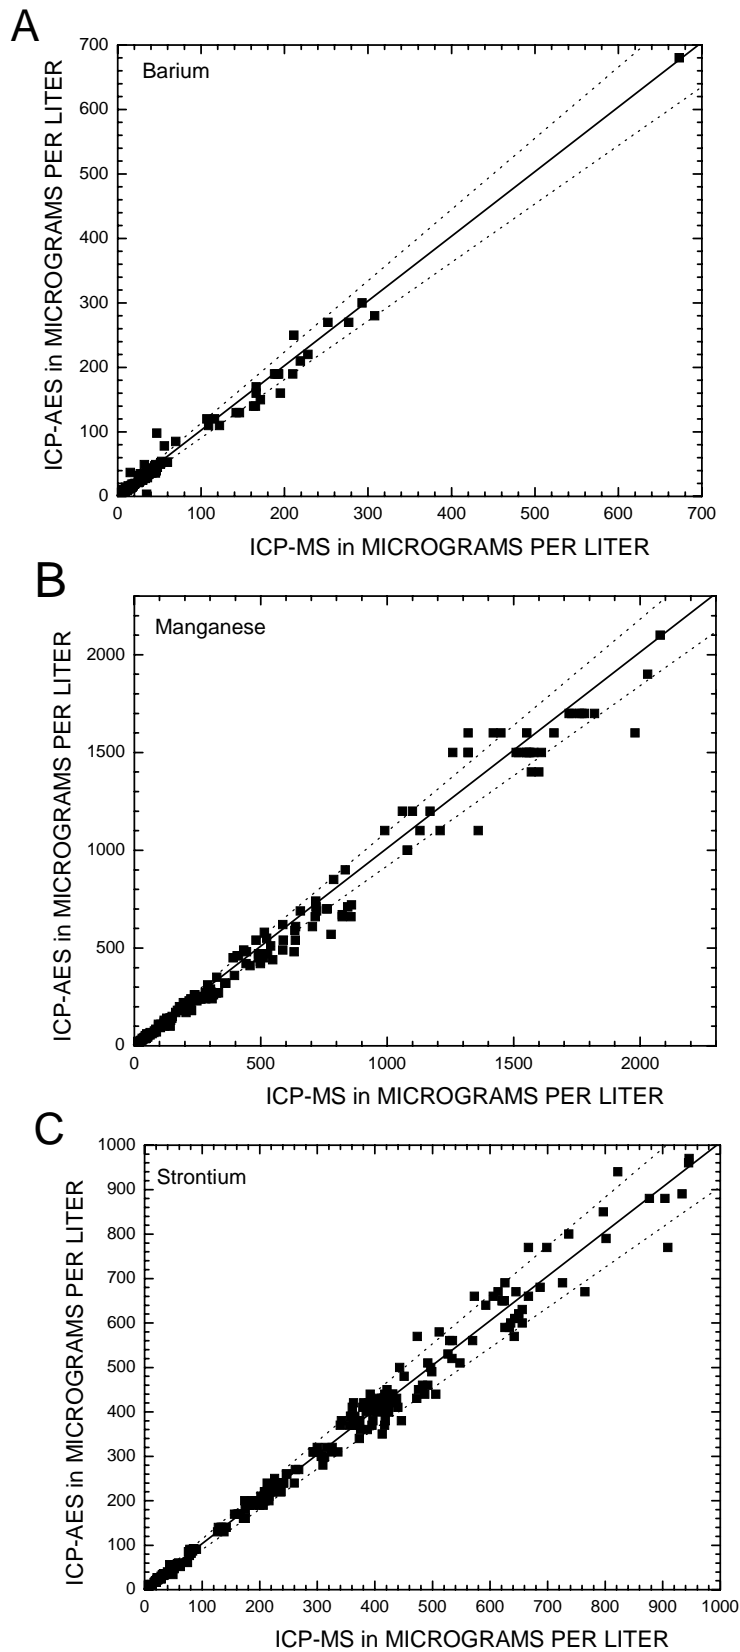 A
Barium
ICP-AES in MICROGRAMS PER LITER
700
600
500
400
300
200
100
0
0 100 200 300 400 500 600 700
ICP-MS in MICROGRAMS PER LITER
B
Manganese
ICP-AES in MICROGRAMS PER LITER
2000
1500
1000
500
0
0 500 1000 1500 2000
ICP-MS in MICROGRAMS PER LITER
C
Strontium
ICP-AES in MICROGRAMS PER LITER
1000
900
800
700
600
500
400
300
200
100
0
0 100 200 300 400 500 600 700 800 900 1000
ICP-MS in MICROGRAMS PER LITER